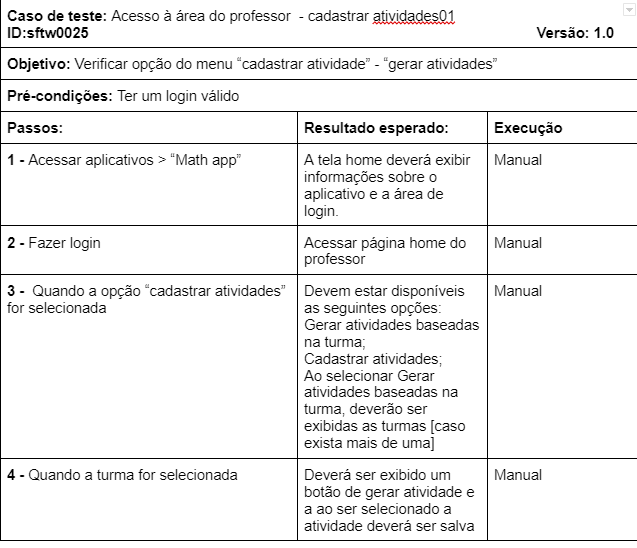 Caso de teste: Acesso à área do professor  - cadastrar atividades01
ID:sftw0025 Versão: 1.0
Objetivo: Verificar opção do menu “cadastrar atividade” - “gerar atividades”
Pré-condições: Ter um login válido
Passos: Resultado esperado: Execução
1 - Acessar aplicativos > “Math app”
A tela home deverá exibir
informações sobre o
aplicativo e a área de
login.
Manual
2 - Fazer login
Acessar página home do
professor
Manual
3 -  Quando a opção “cadastrar atividades”
for selecionada
Devem estar disponíveis
as seguintes opções:
Gerar atividades baseadas
na turma;
Cadastrar atividades;
Ao selecionar Gerar
atividades baseadas na
turma, deverão ser
exibidas as turmas [caso
exista mais de uma]
Manual
4 - Quando a turma for selecionada
Deverá ser exibido um
botão de gerar atividade e
a ao ser selecionado a
atividade deverá ser salva
Manual